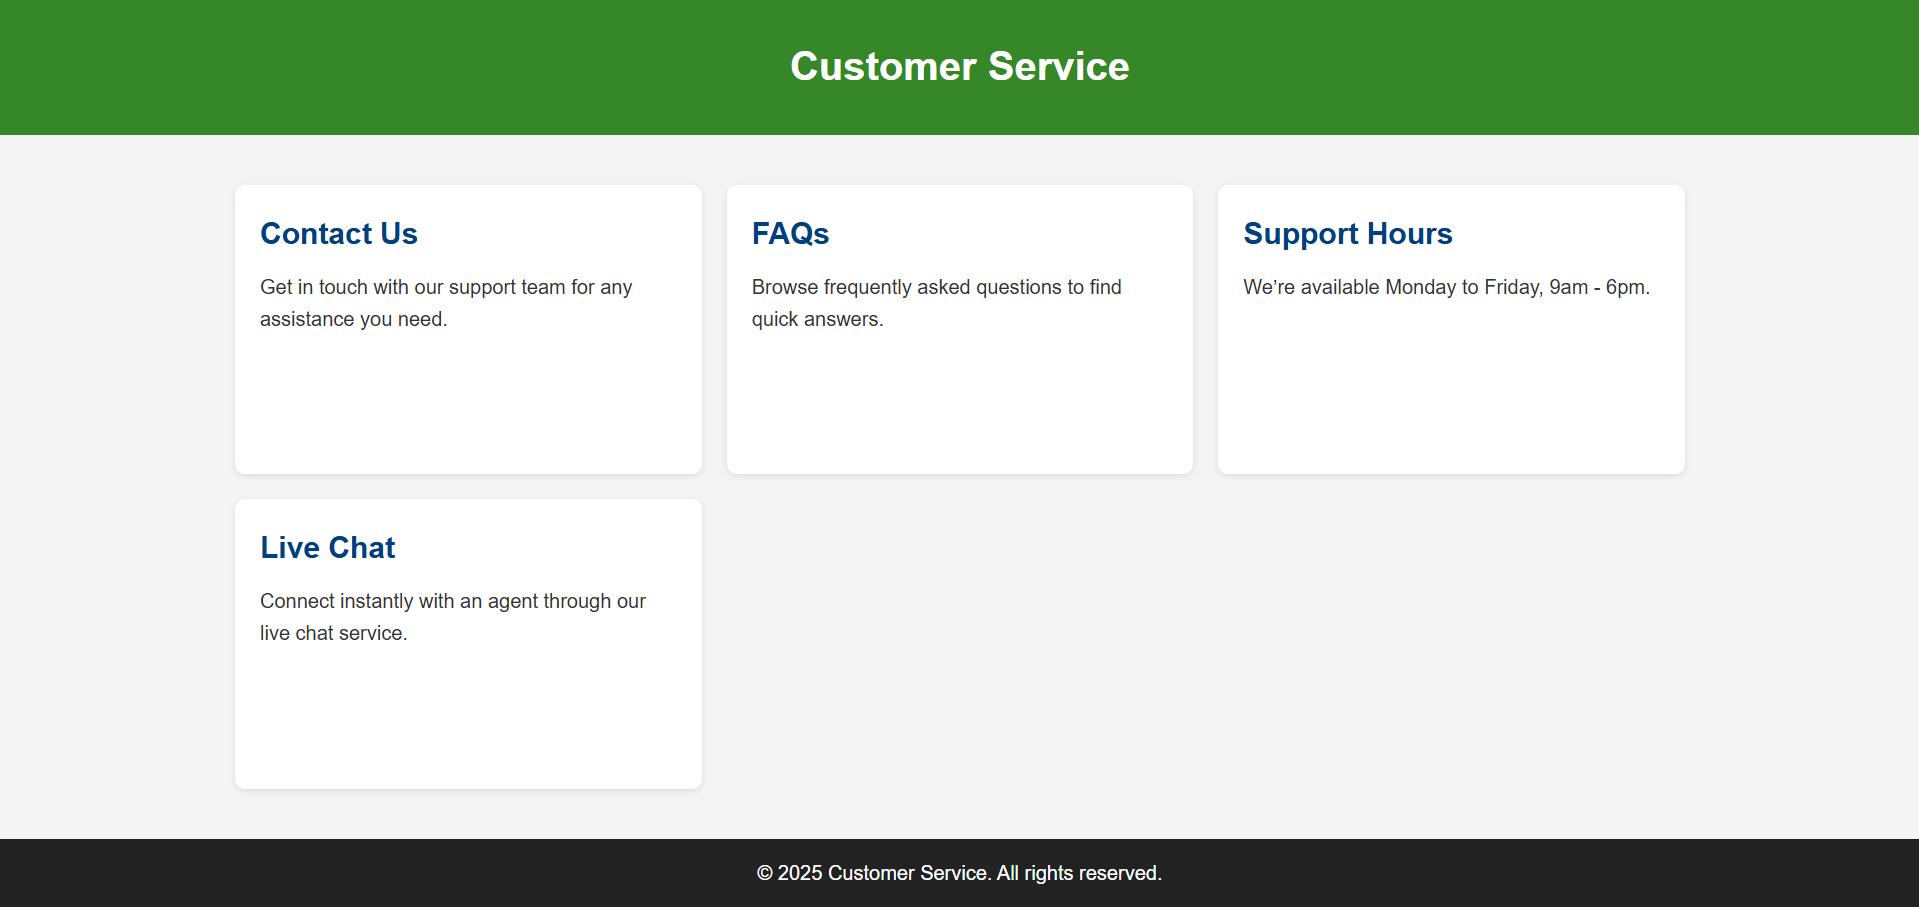 Customer Service
Contact Us
Get in touch with our support team for any
assistance you need.
FAQs
Browse frequently asked questions to find
quick answers.
Support Hours
We’re available Monday to Friday, 9am - 6pm.
Live Chat
Connect instantly with an agent through our
live chat service.
© 2025 Customer Service. All rights reserved.